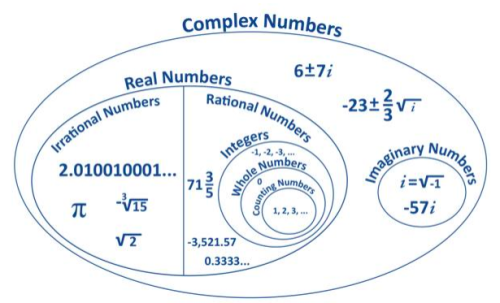 Complex Numbers
Real Numbers
6±7i
-23±2/3√i
Irrational Numbers
2.010010001...
π
-∛15
√2
Rational Numbers
71 3/5
-3,521.57
0.3333...
Integers
-1, -2, -3, ...
Whole Numbers
0
Counting Numbers
1, 2, 3, ...
Imaginary Numbers
i=√-1
-57i